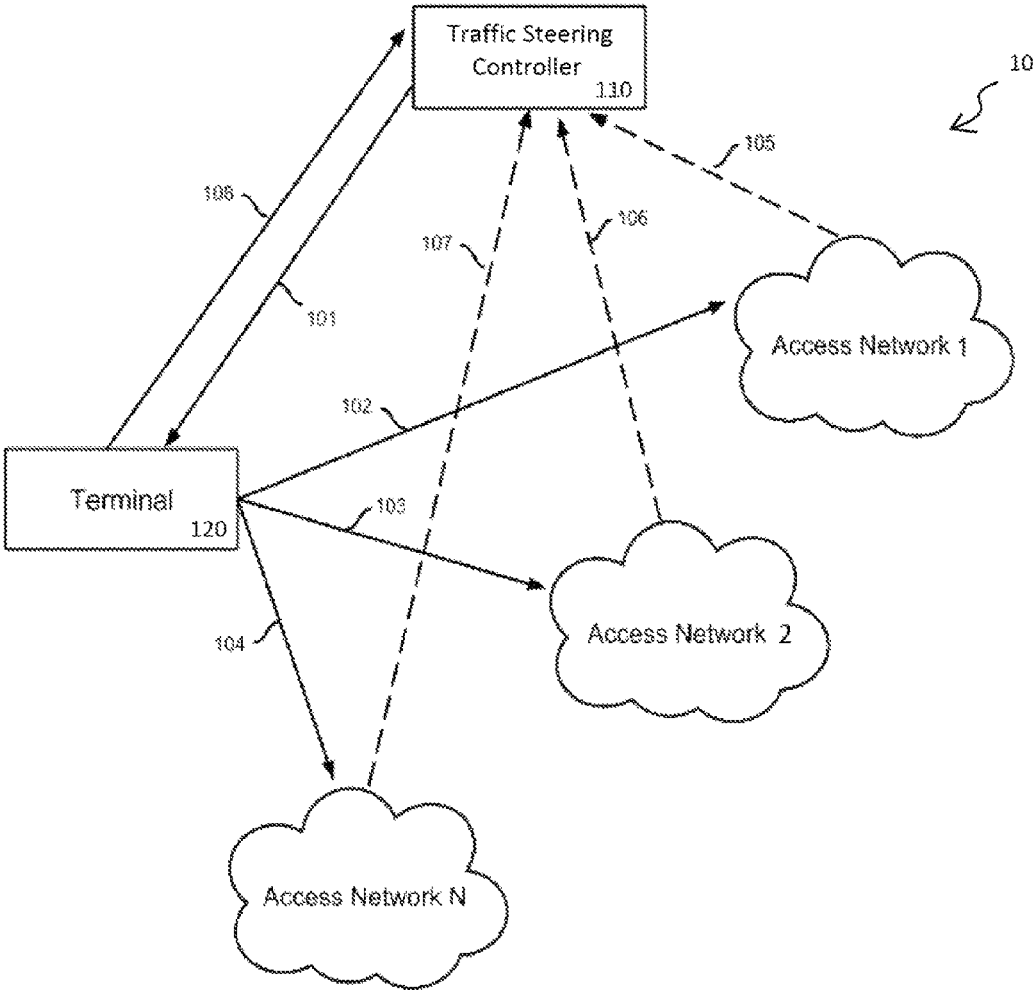 Traffic Steering
Controller
110
10
105
108
107
106
101
Access Network 1
102
Terminal
120
103
104
Access Network 2
Access Network N